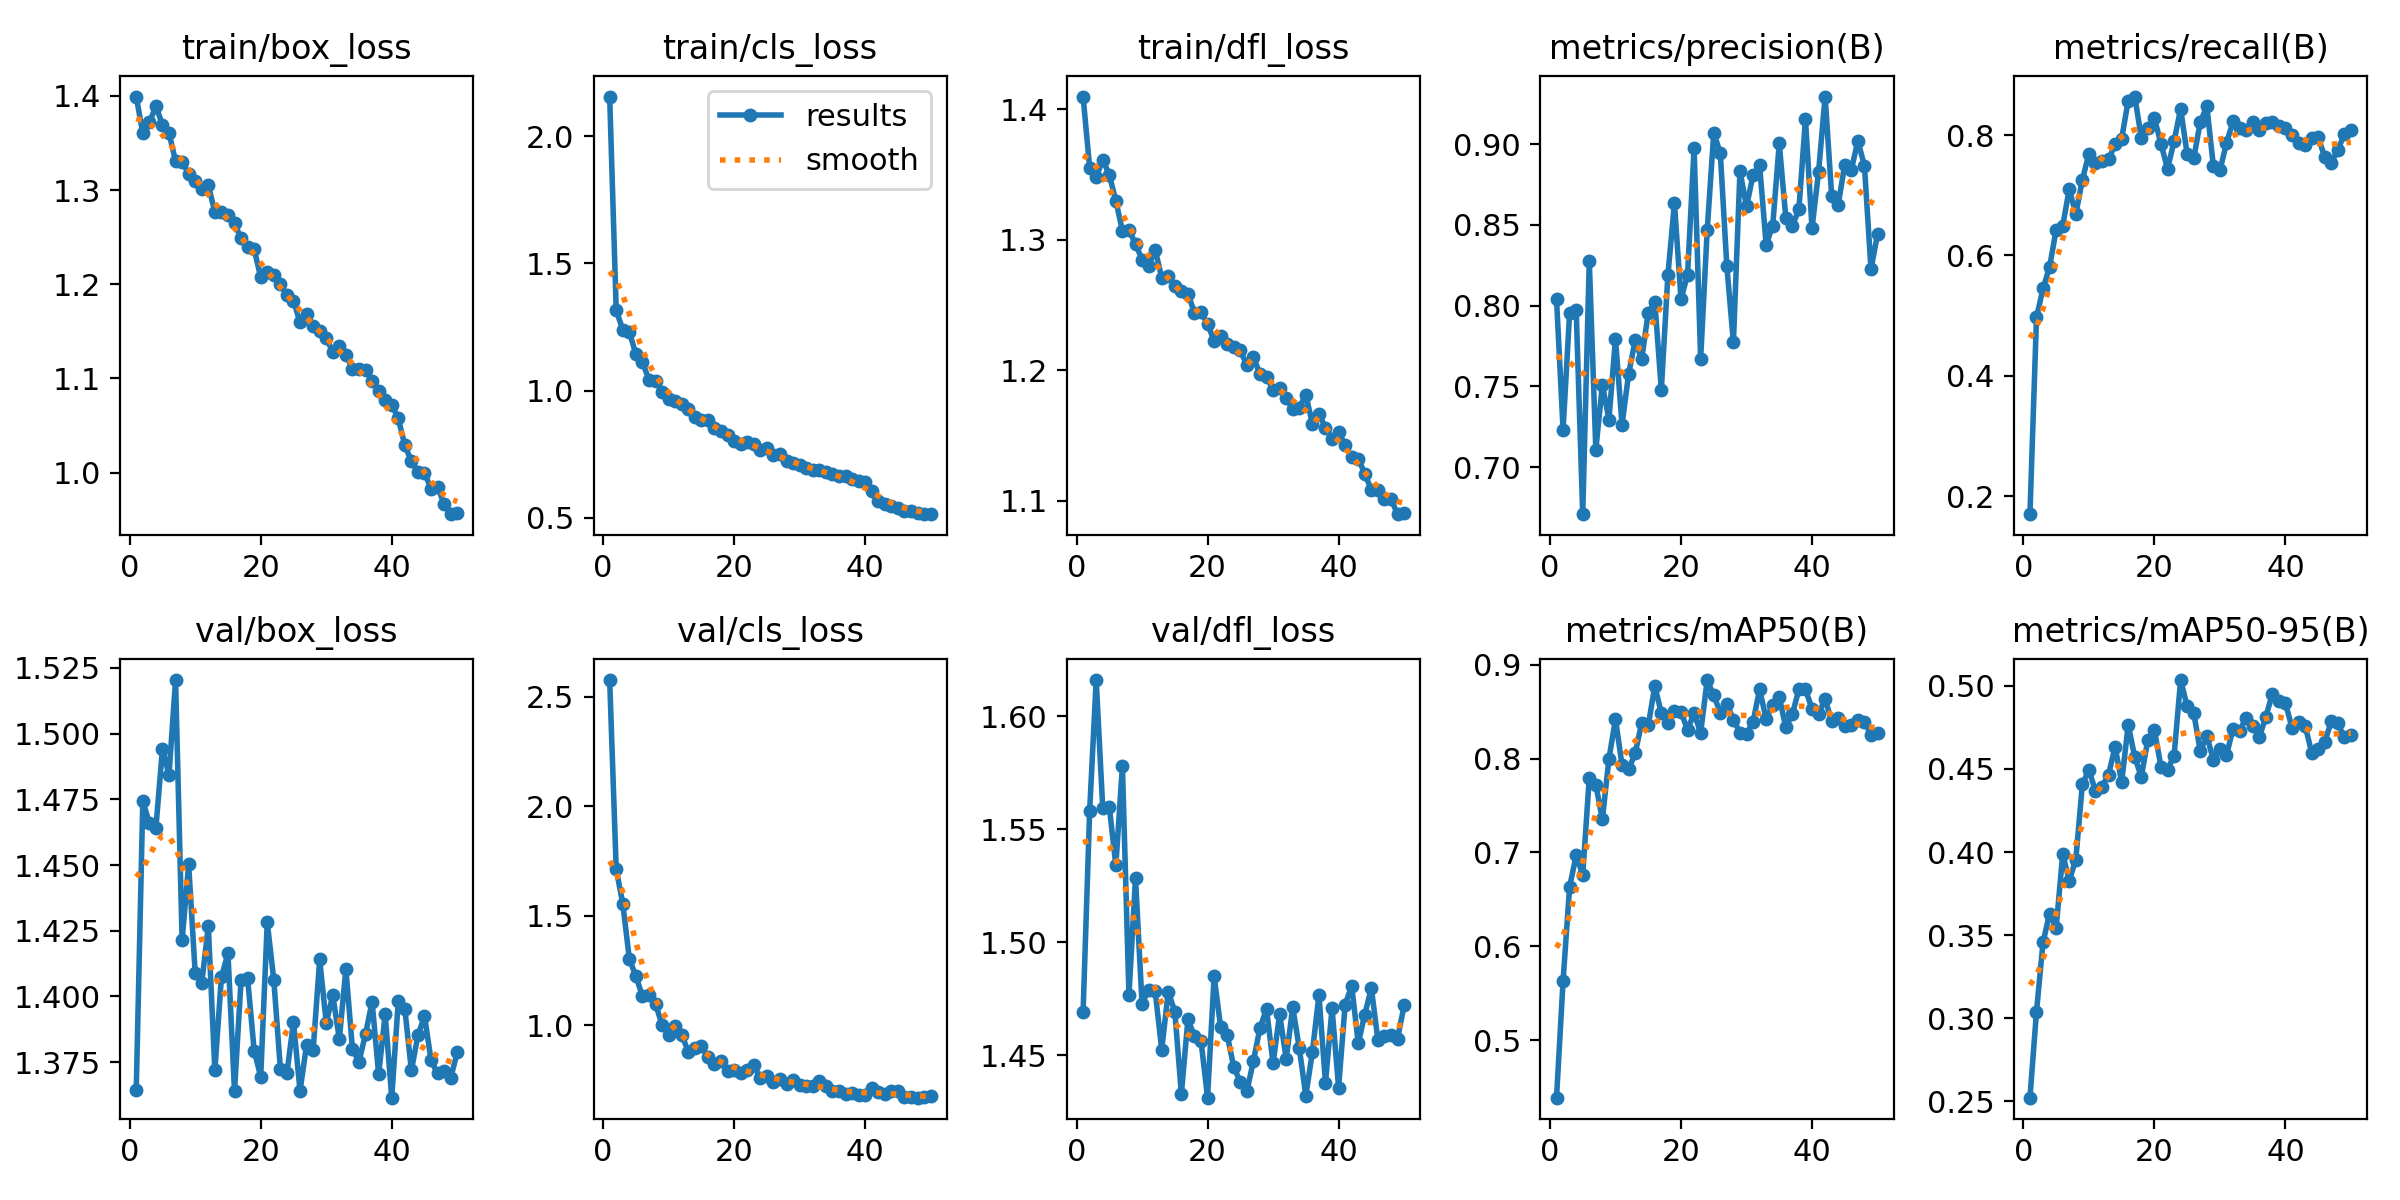 train/box_loss
1.4
1.3
1.2
1.1
1.0
0 20 40
train/cls_loss
results
smooth
2.0
1.5
1.0
0.5
0 20 40
train/dfl_loss
1.4
1.3
1.2
1.1
0 20 40
metrics/precision(B)
0.90
0.85
0.80
0.75
0.70
0 20 40
metrics/recall(B)
0.8
0.6
0.4
0.2
0 20 40
val/box_loss
1.525
1.500
1.475
1.450
1.425
1.400
1.375
0 20 40
val/cls_loss
2.5
2.0
1.5
1.0
0 20 40
val/dfl_loss
1.60
1.55
1.50
1.45
0 20 40
metrics/mAP50(B)
0.9
0.8
0.7
0.6
0.5
0 20 40
metrics/mAP50-95(B)
0.50
0.45
0.40
0.35
0.30
0.25
0 20 40